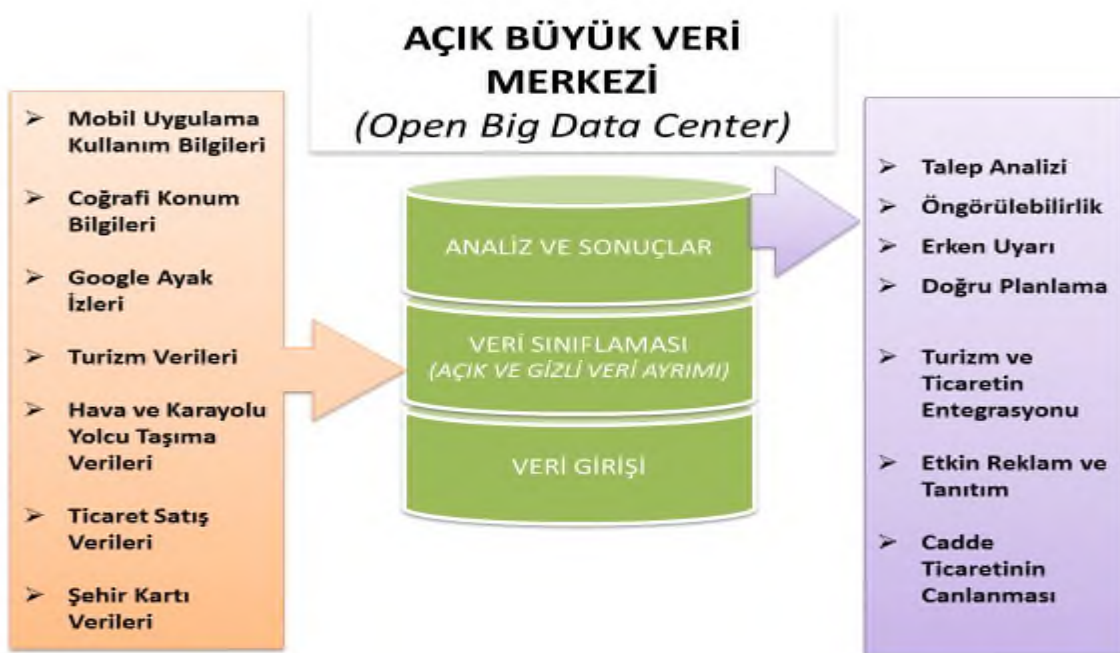 AÇIK BÜYÜK VERİ
MERKEZİ
(Open Big Data Center)
➢ Mobil Uygulama
Kullanım Bilgileri
➢ Coğrafi Konum
Bilgileri
➢ Google Ayak
İzleri
➢ Turizm Verileri
➢ Hava ve Karayolu
Yolcu Taşıma
Verileri
➢ Ticaret Satış
Verileri
➢ Şehir Kartı
Verileri
ANALİZ VE SONUÇLAR
VERİ SINIFLAMASI
(AÇIK VE GİZLİ VERİ AYRIMI)
VERİ GİRİŞİ
➢ Talep Analizi
➢ Öngörülebilirlik
➢ Erken Uyarı
➢ Doğru Planlama
➢ Turizm ve
Ticaretin
Entegrasyonu
➢ Etkin Reklam ve
Tanıtım
➢ Cadde
Ticaretinin
Canlanması